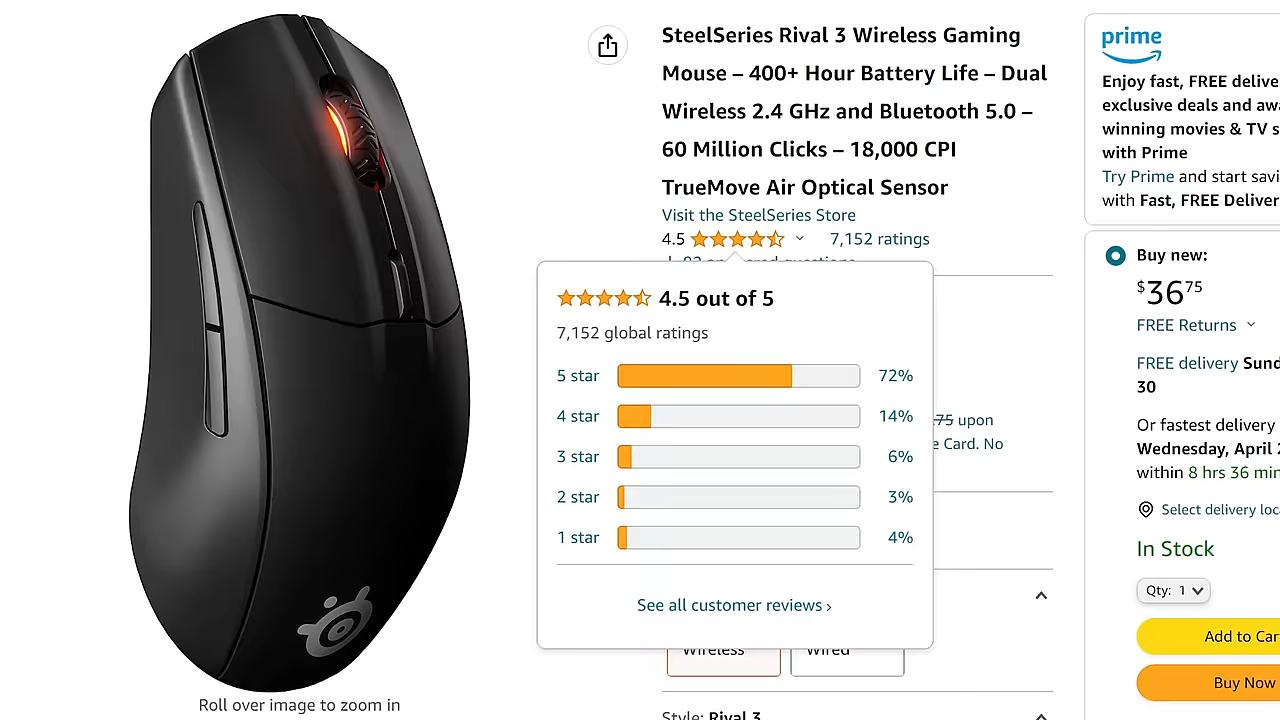 SteelSeries Rival 3 Wireless Gaming
Mouse – 400+ Hour Battery Life – Dual
Wireless 2.4 GHz and Bluetooth 5.0 –
60 Million Clicks – 18,000 CPI
TrueMove Air Optical Sensor
Visit the SteelSeries Store
4.5 7,152 ratings
4.5 out of 5
7,152 global ratings
5 star 72%
4 star 14%
3 star 6%
2 star 3%
1 star 4%
See all customer reviews ›
.75 upon
e Card. No
Wireless Wired
Style: Rival 3
Roll over image to zoom in
prime
Enjoy fast, FREE delive
exclusive deals and awa
winning movies & TV s
with Prime
Try Prime and start savi
with Fast, FREE Deliver
Buy new:
$36 75
FREE Returns
FREE delivery Sund
30
Or fastest delivery
Wednesday, April 2
within 8 hrs 36 min
Select delivery loc
In Stock
Qty: 1
Add to Car
Buy Now